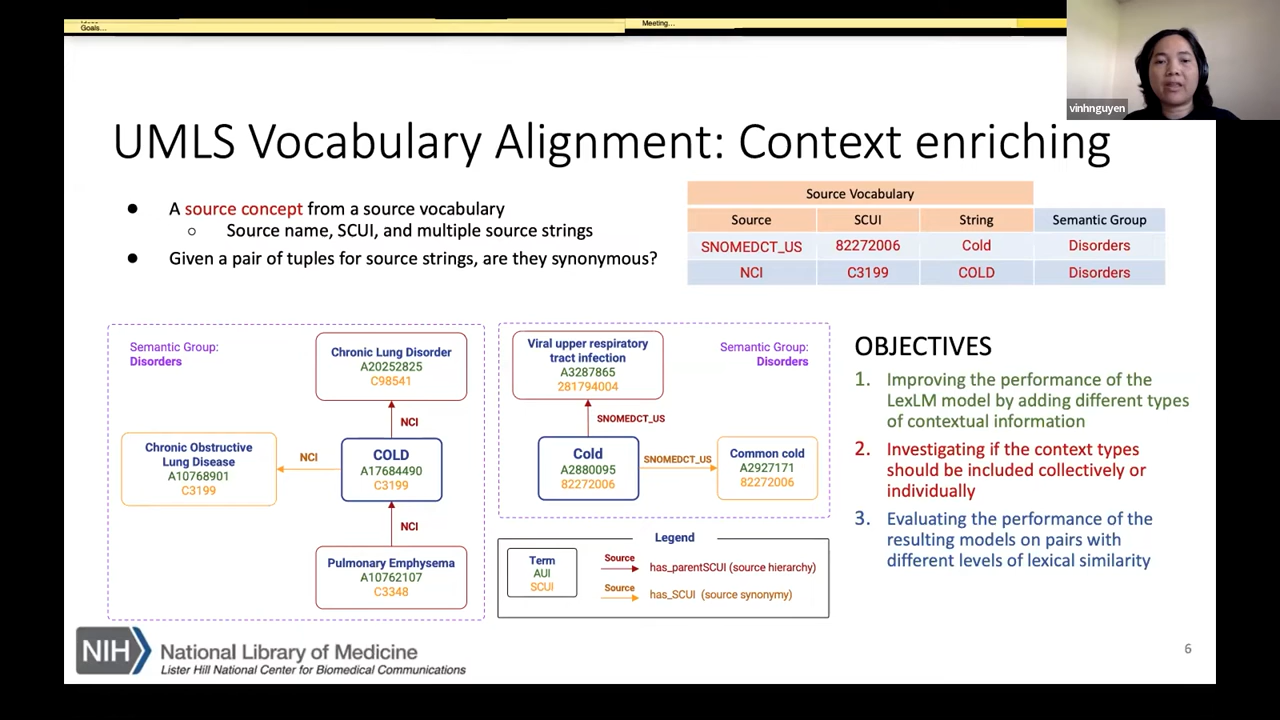 Goals...
Meeting...
vinhnguyen
UMLS Vocabulary Alignment: Context enriching
● A source concept from a source vocabulary
○ Source name, SCUI, and multiple source strings
● Given a pair of tuples for source strings, are they synonymous?
Source Vocabulary
Source SCUI String Semantic Group
SNOMEDCT_US 82272006 Cold Disorders
NCI C3199 COLD Disorders
Semantic Group:
Disorders
Chronic Lung Disorder
A20252825
C98541
NCI
Chronic Obstructive
Lung Disease
A10768901
C3199
NCI
COLD
A17684490
C3199
NCI
Pulmonary Emphysema
A10762107
C3348
Viral upper respiratory
tract infection
A3287865
281794004
Semantic Group:
Disorders
SNOMEDCT_US
Cold
A2880095
82272006
SNOMEDCT_US
Common cold
A2927171
82272006
Legend
Term
AUI
SCUI
Source
has_parentSCUI (source hierarchy)
Source
has_SCUI (source synonymy)
OBJECTIVES
1. Improving the performance of the
LexLM model by adding different types
of contextual information
2. Investigating if the context types
should be included collectively or
individually
3. Evaluating the performance of the
resulting models on pairs with
different levels of lexical similarity
NIH National Library of Medicine
Lister Hill National Center for Biomedical Communications
6